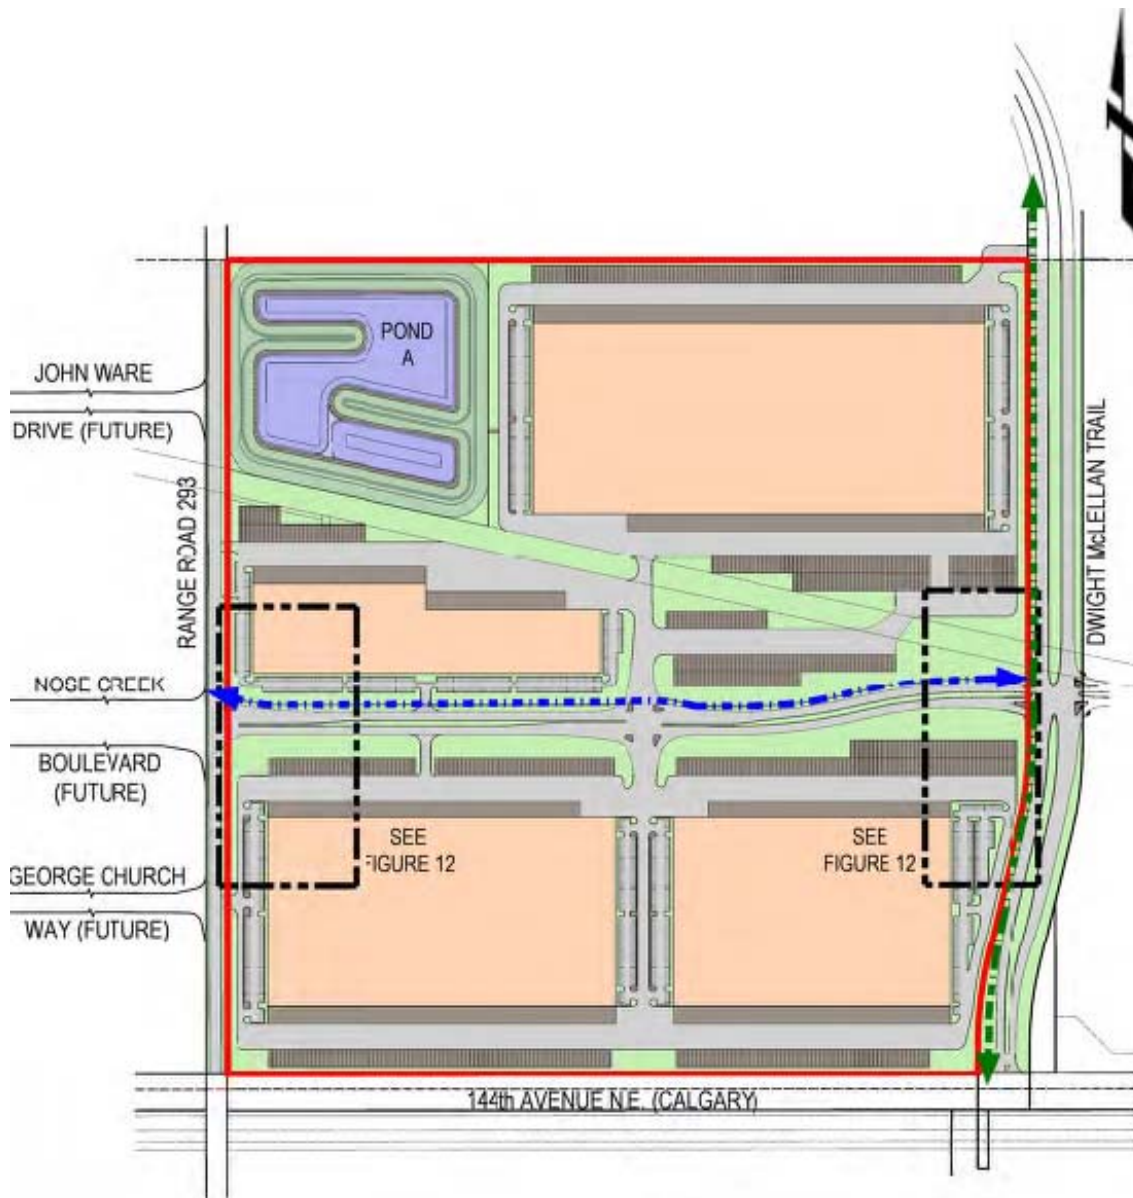 POND
A
JOHN WARE
DRIVE (FUTURE)
RANGE ROAD 293
DWIGHT McLELLAN TRAIL
NOSE CREEK
BOULEVARD
(FUTURE)
SEE
FIGURE 12
SEE
FIGURE 12
GEORGE CHURCH
WAY (FUTURE)
144th AVENUE N.E. (CALGARY)